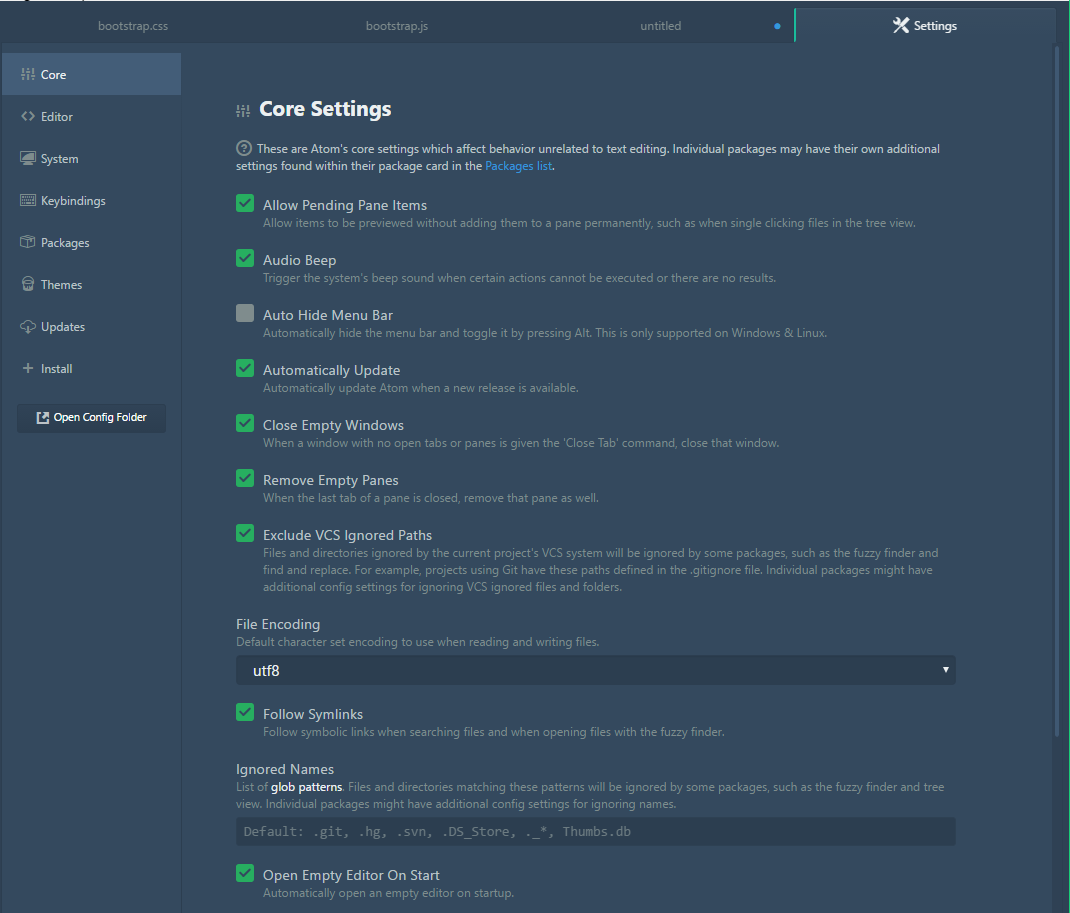 bootstrap.css
bootstrap.js
untitled
Settings
Core
Editor
System
Keybindings
Packages
Themes
Updates
Install
Open Config Folder
Core Settings
These are Atom's core settings which affect behavior unrelated to text editing. Individual packages may have their own additional
settings found within their package card in the Packages list.
Allow Pending Pane Items
Allow items to be previewed without adding them to a pane permanently, such as when single clicking files in the tree view.
Audio Beep
Trigger the system's beep sound when certain actions cannot be executed or there are no results.
Auto Hide Menu Bar
Automatically hide the menu bar and toggle it by pressing Alt. This is only supported on Windows & Linux.
Automatically Update
Automatically update Atom when a new release is available.
Close Empty Windows
When a window with no open tabs or panes is given the 'Close Tab' command, close that window.
Remove Empty Panes
When the last tab of a pane is closed, remove that pane as well.
Exclude VCS Ignored Paths
Files and directories ignored by the current project's VCS system will be ignored by some packages, such as the fuzzy finder and
find and replace. For example, projects using Git have these paths defined in the .gitignore file. Individual packages might have
additional config settings for ignoring VCS ignored files and folders.
File Encoding
Default character set encoding to use when reading and writing files.
utf8
Follow Symlinks
Follow symbolic links when searching files and when opening files with the fuzzy finder.
Ignored Names
List of glob patterns. Files and directories matching these patterns will be ignored by some packages, such as the fuzzy finder and tree
view. Individual packages might have additional config settings for ignoring names.
Default: .git, .hg, .svn, .DS_Store, ._*, Thumbs.db
Open Empty Editor On Start
Automatically open an empty editor on startup.